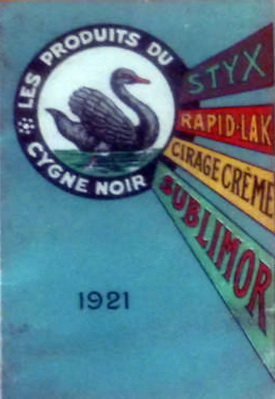 LES PRODUITS DU
CYGNE NOIR
STYX
RAPID-LAK
CIRAGE CRÈME
SUBLIMOR
1921